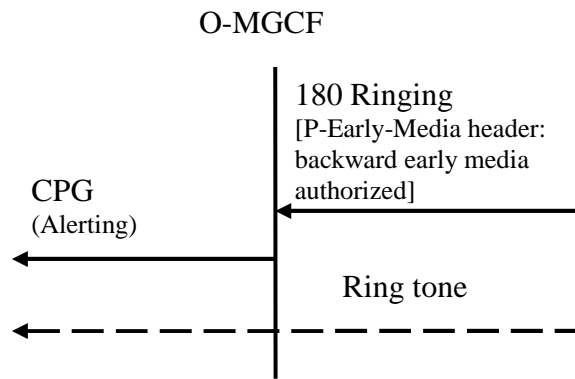 O-MGCF
180 Ringing
[P-Early-Media header:
backward early media
authorized]
CPG
(Alerting)
Ring tone